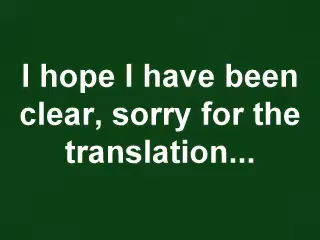 I hope I have been
clear, sorry for the
translation...